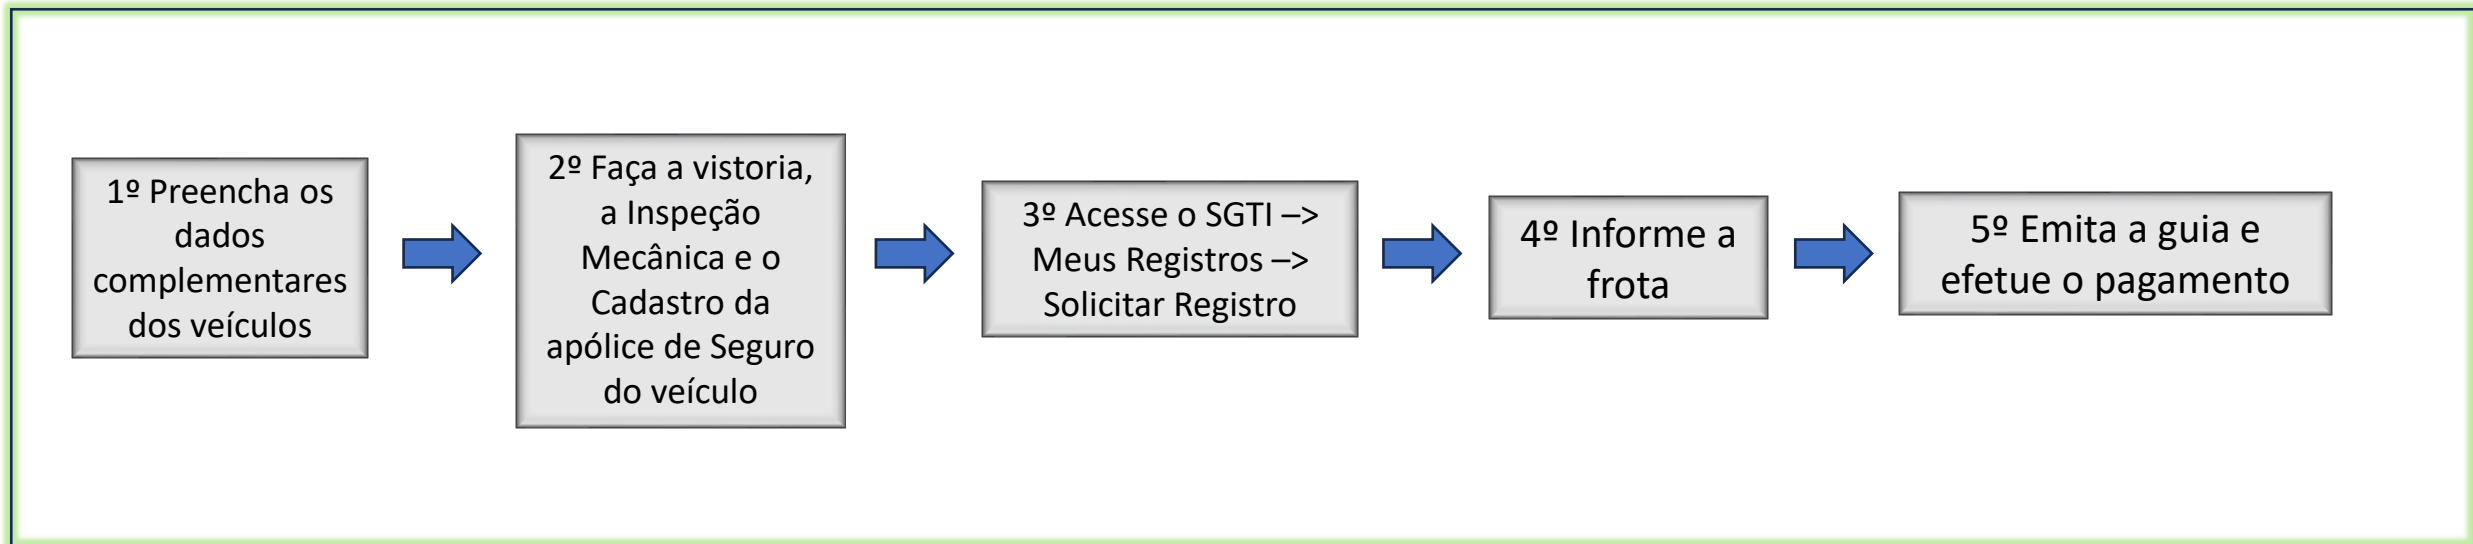 1º Preencha os
dados
complementares
dos veículos
2º Faça a vistoria,
a Inspeção
Mecânica e o
Cadastro da
apólice de Seguro
do veículo
3º Acesse o SGTI –>
Meus Registros –>
Solicitar Registro
4º Informe a
frota
5º Emita a guia e
efetue o pagamento